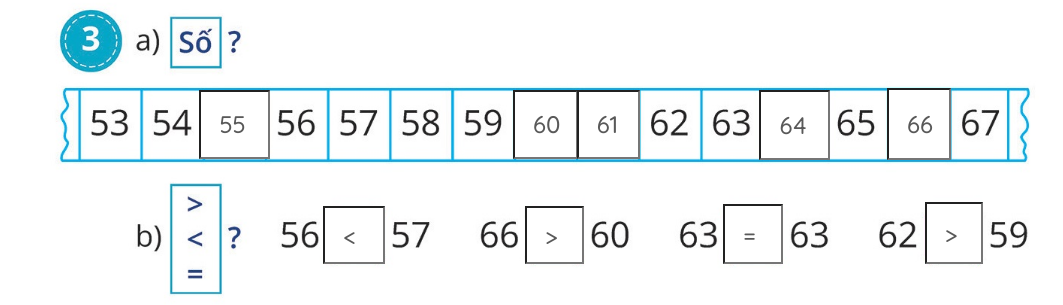 3 a) Số ?
53 54 55 56 57 58 59 60 61 62 63 64 65 66 67
b) > < = ? 56 < 57 66 > 60 63 = 63 62 > 59